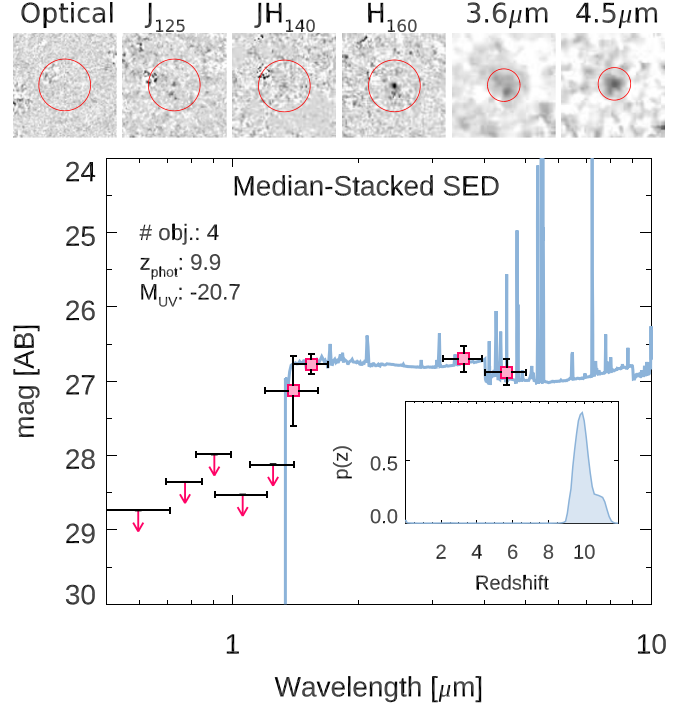 Optical J125 JH140 H160 3.6μm 4.5μm
Median-Stacked SED
# obj.: 4
zphot: 9.9
MUV: -20.7
24
25
26
27
28
29
30
mag [AB]
1 10
Wavelength [μm]
p(z)
0.5
0.0
2 4 6 8 10
Redshift